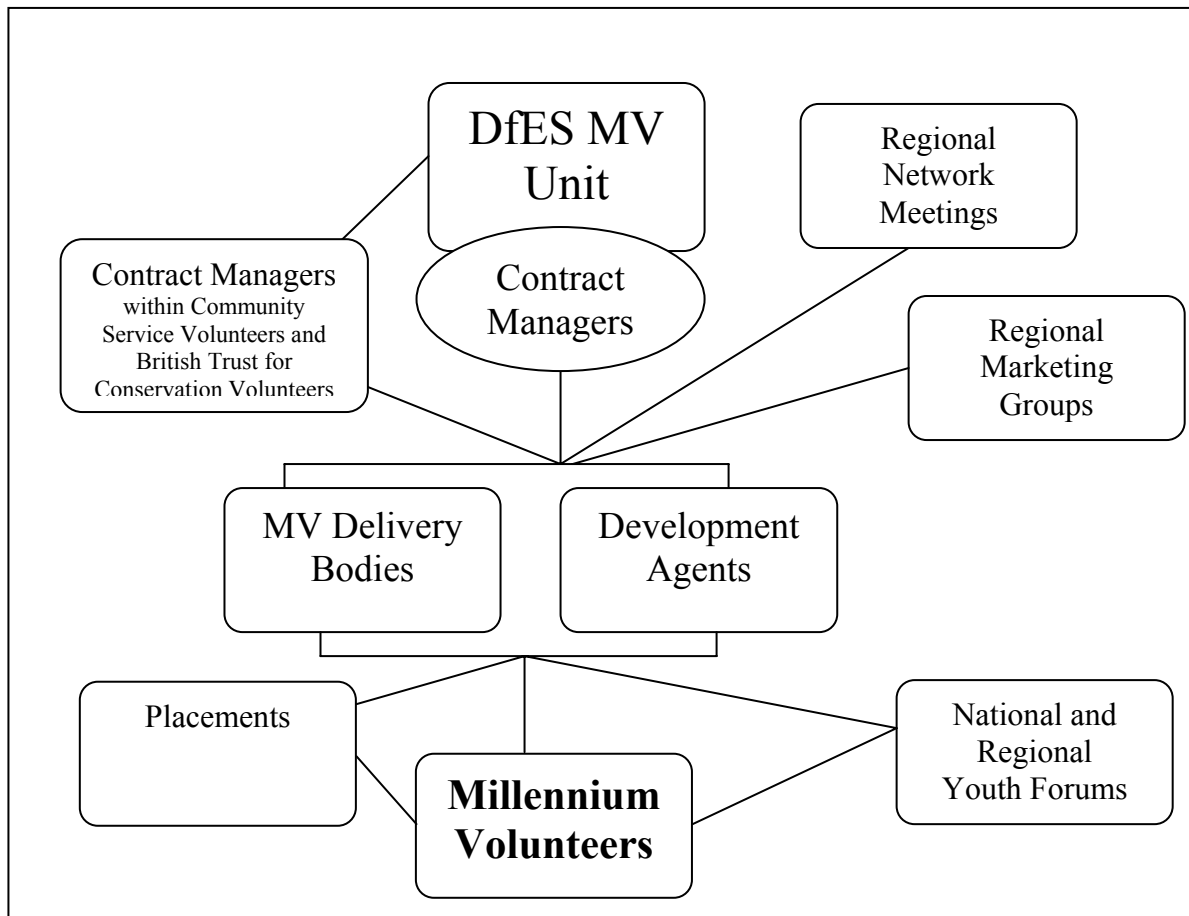 DfES MV
Unit
Regional
Network
Meetings
Contract Managers
within Community
Service Volunteers and
British Trust for
Conservation Volunteers
Contract
Managers
Regional
Marketing
Groups
MV Delivery
Bodies
Development
Agents
Placements
National and
Regional
Youth Forums
Millennium
Volunteers